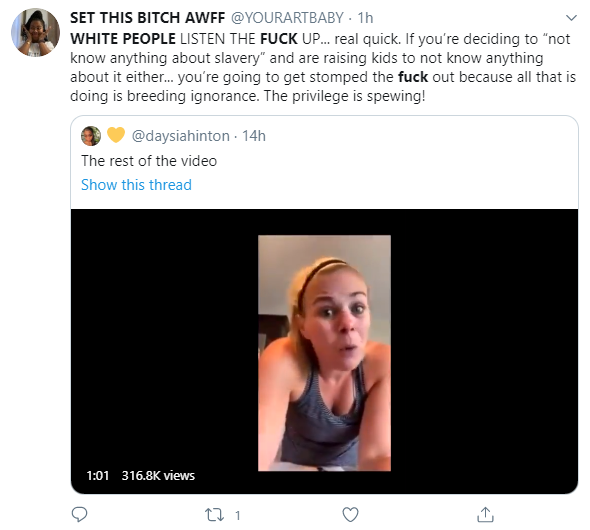 SET THIS BITCH AWFF @YOURARTBABY · 1h
WHITE PEOPLE LISTEN THE FUCK UP... real quick. If you're deciding to "not
know anything about slavery" and are raising kids to not know anything
about it either... you're going to get stomped the fuck out because all that is
doing is breeding ignorance. The privilege is spewing!
💛 @daysiahinton · 14h
The rest of the video
Show this thread
1:01 316.8K views
1